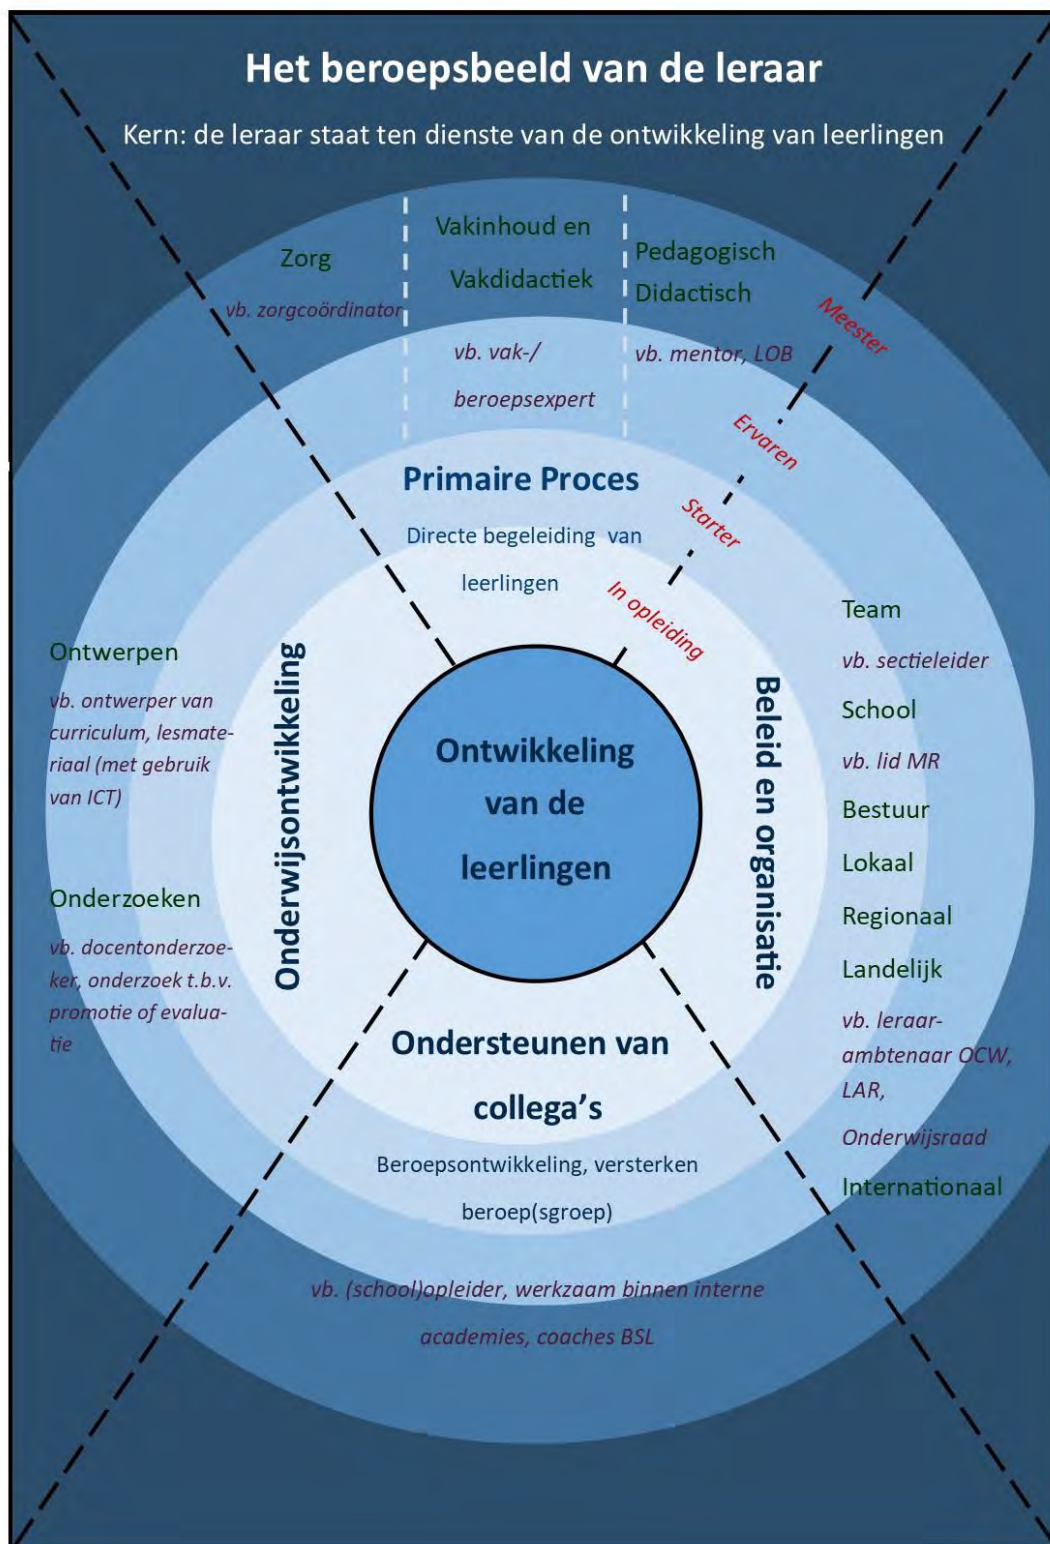 Het beroepsbeeld van de leraar
Kern: de leraar staat ten dienste van de ontwikkeling van leerlingen
Zorg
vb. zorgcoördinator
Vakinhoud en
Vakdidactiek
vb. vak-/
beroepsexpert
Pedagogisch
Didactisch
vb. mentor, LOB
Meester
Ervaren
Starter
In opleiding
Primaire Proces
Directe begeleiding van
leerlingen
Ontwerpen
vb. ontwerper van
curriculum, lesmate-
riaal (met gebruik
van ICT)
Onderzoeken
vb. docentonderzoe-
ker, onderzoek t.b.v.
promotie of evalua-
tie
Onderwijsontwikkeling
Ontwikkeling
van de
leerlingen
Beleid en organisatie
Team
vb. sectieleider
School
vb. lid MR
Bestuur
Lokaal
Regionaal
Landelijk
vb. leraar-
ambtenaar OCW,
LAR,
Onderwijsraad
Internationaal
Ondersteunen van
collega's
Beroepsontwikkeling, versterken
beroep(sgroep)
vb. (school)opleider, werkzaam binnen interne
academies, coaches BSL